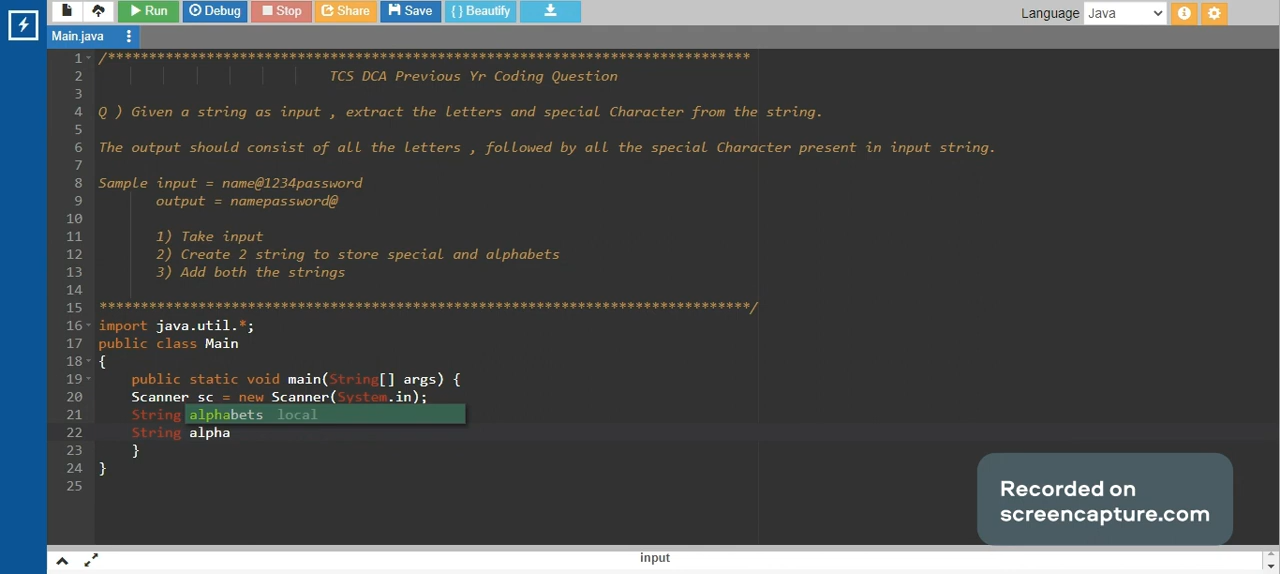 Run Debug Stop Share Save { } Beautify Language Java
Main.java
1 /******************************************************************************
2 TCS DCA Previous Yr Coding Question
3
4 Q ) Given a string as input , extract the letters and special Character from the string.
5
6 The output should consist of all the letters , followed by all the special Character present in input string.
7
8 Sample input = name@1234password
9 output = namepassword@
10
11 1) Take input
12 2) Create 2 string to store special and alphabets
13 3) Add both the strings
14
15 *******************************************************************************/
16 import java.util.*;
17 public class Main
18 {
19 public static void main(String[] args) {
20 Scanner sc = new Scanner(System.in);
21 String alphabets local
22 String alpha
23 }
24 }
25
Recorded on
screencapture.com
input